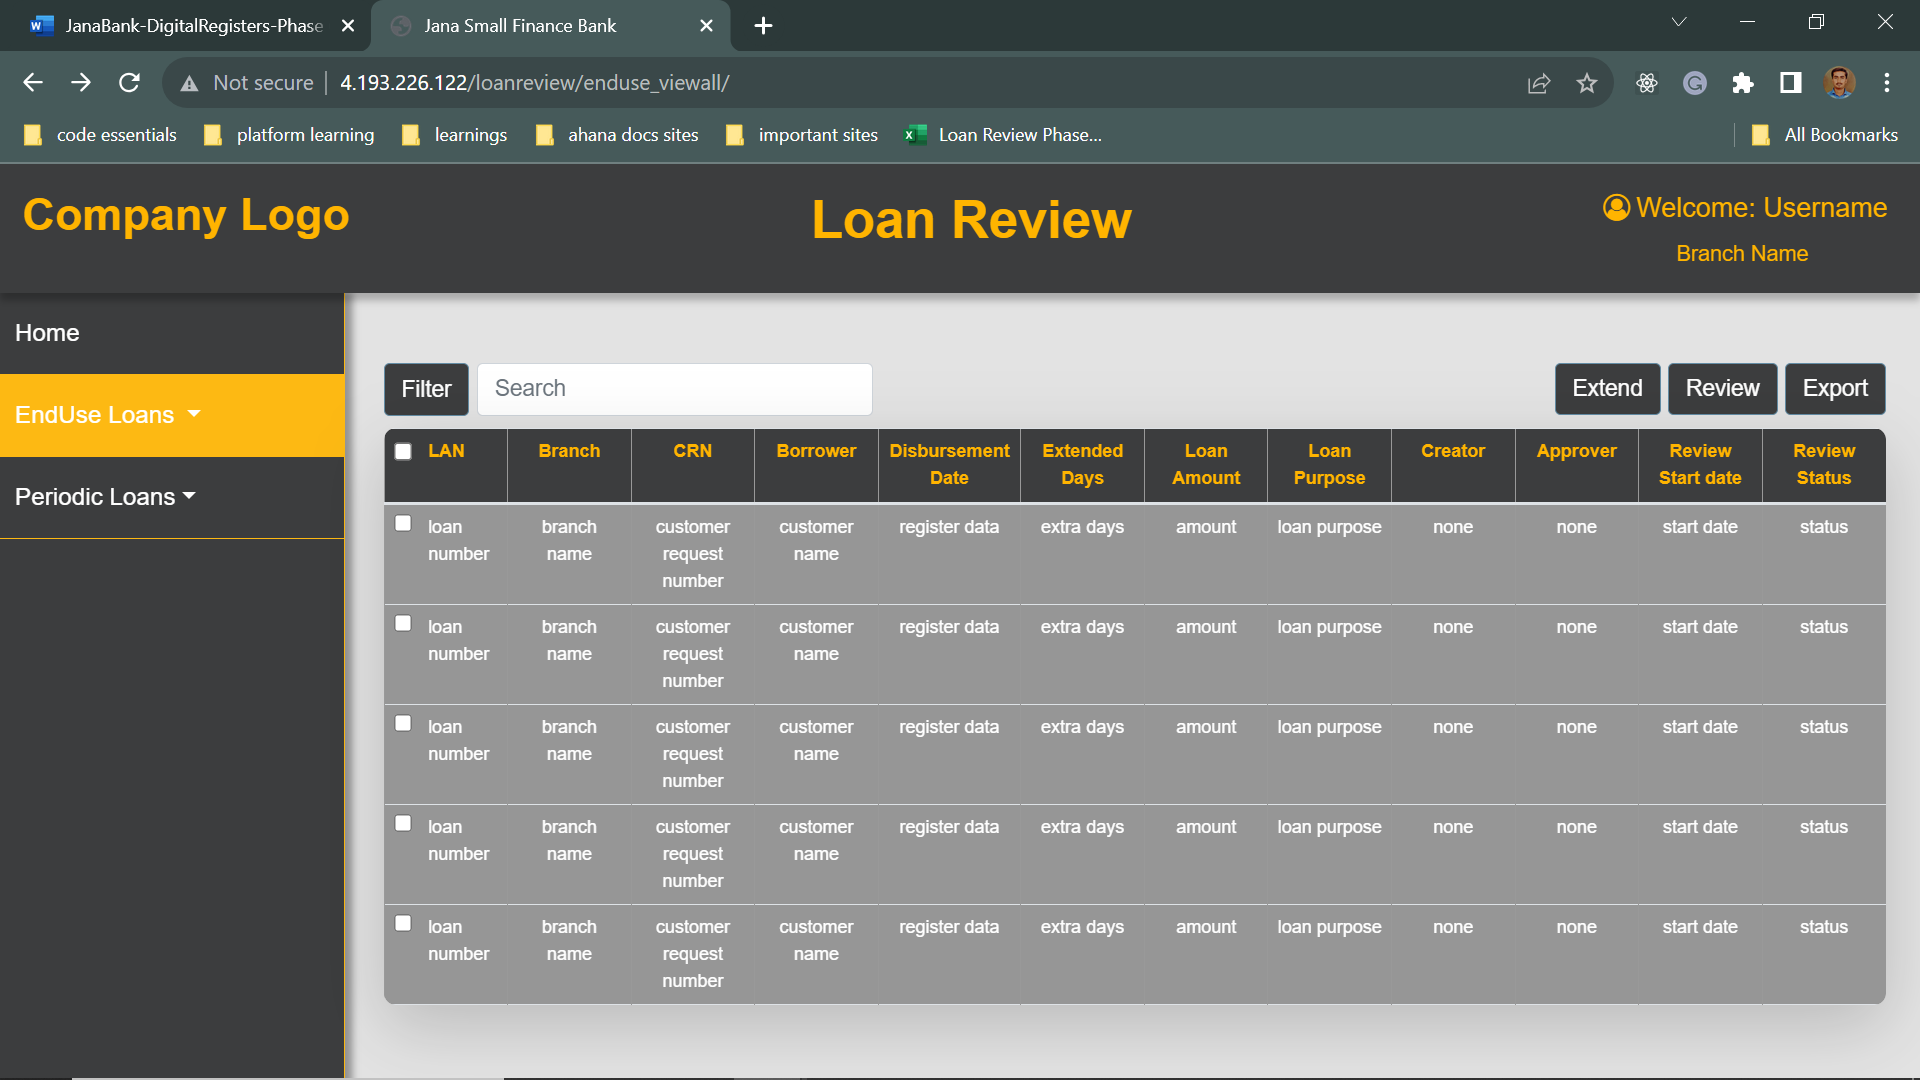 JanaBank-DigitalRegisters-Phase
Jana Small Finance Bank
Not secure
4.193.226.122/loanreview/enduse_viewall/
code essentials
platform learning
learnings
ahana docs sites
important sites
Loan Review Phase...
All Bookmarks
Company Logo
Loan Review
Welcome: Username
Branch Name
Home
EndUse Loans
Periodic Loans
Filter
Search
Extend
Review
Export
LAN
Branch
CRN
Borrower
Disbursement
Date
Extended
Days
Loan
Amount
Loan
Purpose
Creator
Approver
Review
Start date
Review
Status
loan
number
branch
name
customer
request
number
customer
name
register data
extra days
amount
loan purpose
none
none
start date
status
loan
number
branch
name
customer
request
number
customer
name
register data
extra days
amount
loan purpose
none
none
start date
status
loan
number
branch
name
customer
request
number
customer
name
register data
extra days
amount
loan purpose
none
none
start date
status
loan
number
branch
name
customer
request
number
customer
name
register data
extra days
amount
loan purpose
none
none
start date
status
loan
number
branch
name
customer
request
number
customer
name
register data
extra days
amount
loan purpose
none
none
start date
status